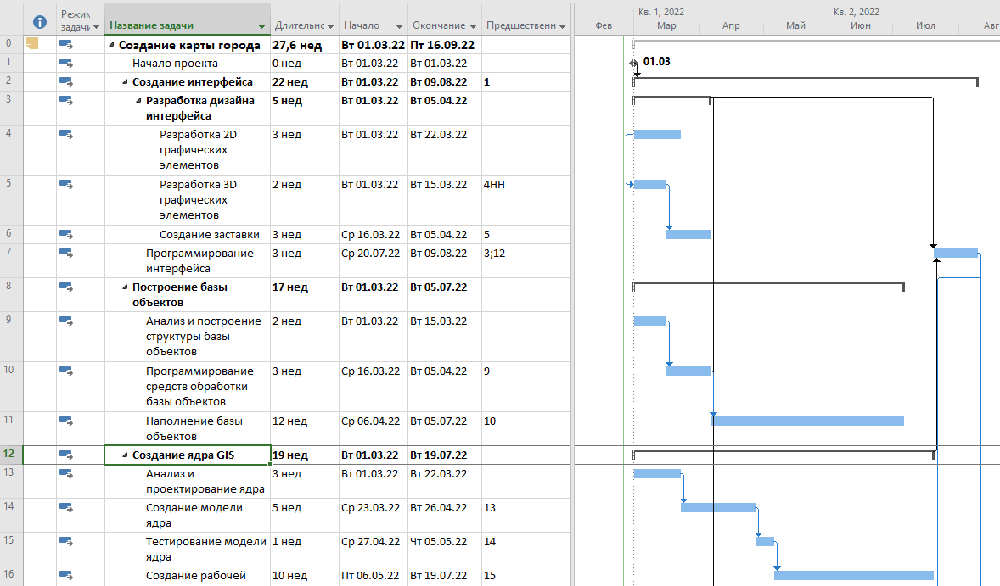 Кв. 1, 2022 Кв. 2, 2022
Режим задачи Название задачи Длительнс Начало Окончание Предшественн Фев Мар Апр Май Июн Июл Авг
0 Создание карты города 27,6 нед Вт 01.03.22 Пт 16.09.22
1 Начало проекта 0 нед Вт 01.03.22 Вт 01.03.22 01.03
2 Создание интерфейса 22 нед Вт 01.03.22 Вт 09.08.22 1
3 Разработка дизайна 5 нед Вт 01.03.22 Вт 05.04.22
интерфейса
4 Разработка 2D 3 нед Вт 01.03.22 Вт 22.03.22
графических
элементов
5 Разработка 3D 2 нед Вт 01.03.22 Вт 15.03.22 4НН
графических
элементов
6 Создание заставки 3 нед Ср 16.03.22 Вт 05.04.22 5
7 Программирование 3 нед Ср 20.07.22 Вт 09.08.22 3;12
интерфейса
8 Построение базы 17 нед Вт 01.03.22 Вт 05.07.22
объектов
9 Анализ и построение 2 нед Вт 01.03.22 Вт 15.03.22
структуры базы
объектов
10 Программирование 3 нед Ср 16.03.22 Вт 05.04.22 9
средств обработки
базы объектов
11 Наполнение базы 12 нед Ср 06.04.22 Вт 05.07.22 10
объектов
12 Создание ядра GIS 19 нед Вт 01.03.22 Вт 19.07.22
13 Анализ и 3 нед Вт 01.03.22 Вт 22.03.22
проектирование ядра
14 Создание модели 5 нед Ср 23.03.22 Вт 26.04.22 13
ядра
15 Тестирование модели 1 нед Ср 27.04.22 Чт 05.05.22 14
ядра
16 Создание рабочей 10 нед Пт 06.05.22 Вт 19.07.22 15